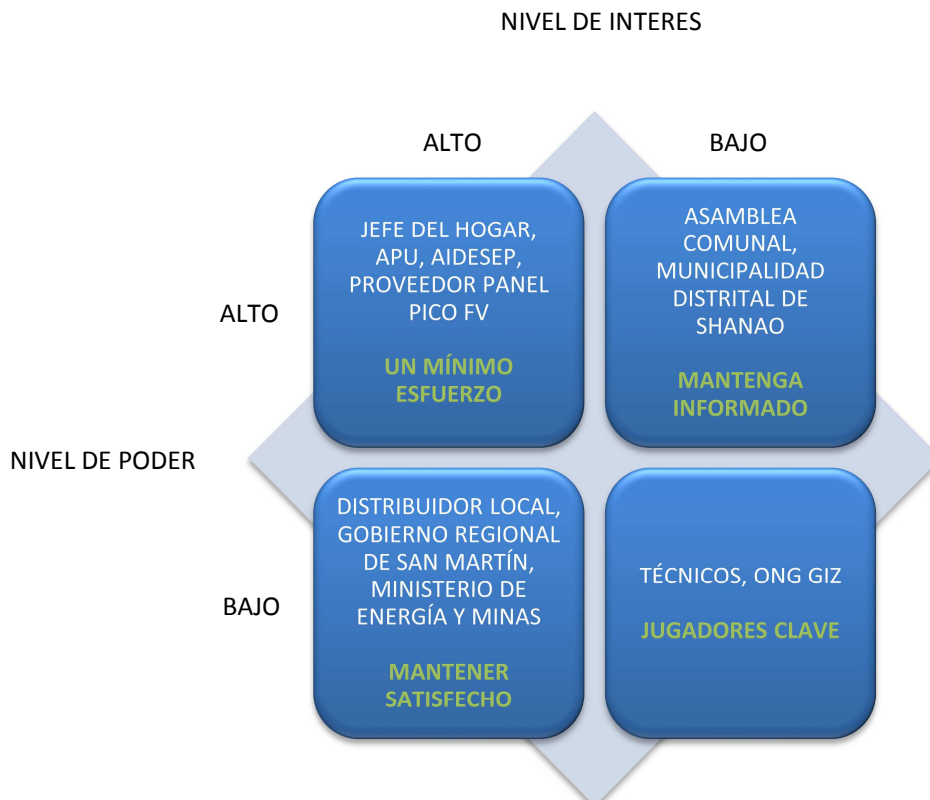 NIVEL DE INTERES
ALTO
BAJO
ALTO
JEFE DEL HOGAR,
APU, AIDESEP,
PROVEEDOR PANEL
PICO FV
UN MÍNIMO
ESFUERZO
ASAMBLEA
COMUNAL,
MUNICIPALIDAD
DISTRITAL DE
SHANAO
MANTENGA
INFORMADO
NIVEL DE PODER
BAJO
DISTRIBUIDOR LOCAL,
GOBIERNO REGIONAL
DE SAN MARTÍN,
MINISTERIO DE
ENERGÍA Y MINAS
MANTENER
SATISFECHO
TÉCNICOS, ONG GIZ
JUGADORES CLAVE